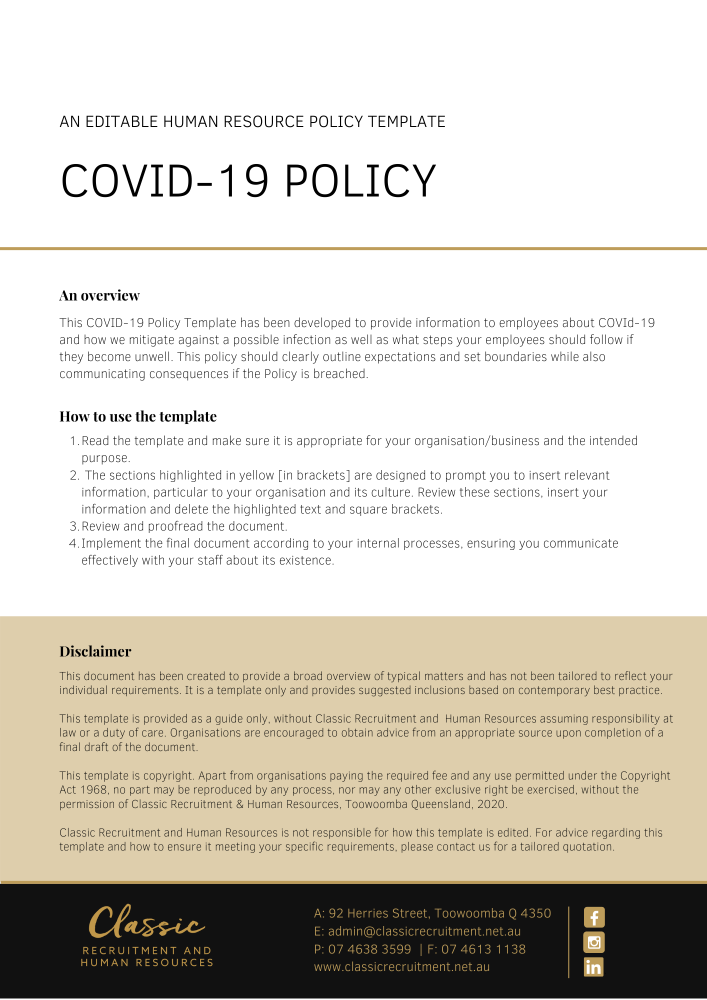 AN EDITABLE HUMAN RESOURCE POLICY TEMPLATE
COVID-19 POLICY
An overview
This COVID-19 Policy Template has been developed to provide information to employees about COVId-19
and how we mitigate against a possible infection as well as what steps your employees should follow if
they become unwell. This policy should clearly outline expectations and set boundaries while also
communicating consequences if the Policy is breached.
How to use the template
1. Read the template and make sure it is appropriate for your organisation/business and the intended
purpose.
2. The sections highlighted in yellow [in brackets] are designed to prompt you to insert relevant
information, particular to your organisation and its culture. Review these sections, insert your
information and delete the highlighted text and square brackets.
3. Review and proofread the document.
4. Implement the final document according to your internal processes, ensuring you communicate
effectively with your staff about its existence.
Disclaimer
This document has been created to provide a broad overview of typical matters and has not been tailored to reflect your
individual requirements. It is a template only and provides suggested inclusions based on contemporary best practice.
This template is provided as a guide only, without Classic Recruitment and Human Resources assuming responsibility at
law or a duty of care. Organisations are encouraged to obtain advice from an appropriate source upon completion of a
final draft of the document.
This template is copyright. Apart from organisations paying the required fee and any use permitted under the Copyright
Act 1968, no part may be reproduced by any process, nor may any other exclusive right be exercised, without the
permission of Classic Recruitment & Human Resources, Toowoomba Queensland, 2020.
Classic Recruitment and Human Resources is not responsible for how this template is edited. For advice regarding this
template and how to ensure it meeting your specific requirements, please contact us for a tailored quotation.
Classic
RECRUITMENT AND
HUMAN RESOURCES
A: 92 Herries Street, Toowoomba Q 4350
E: admin@classicrecruitment.net.au
P: 07 4638 3599 | F: 07 4613 1138
www.classicrecruitment.net.au